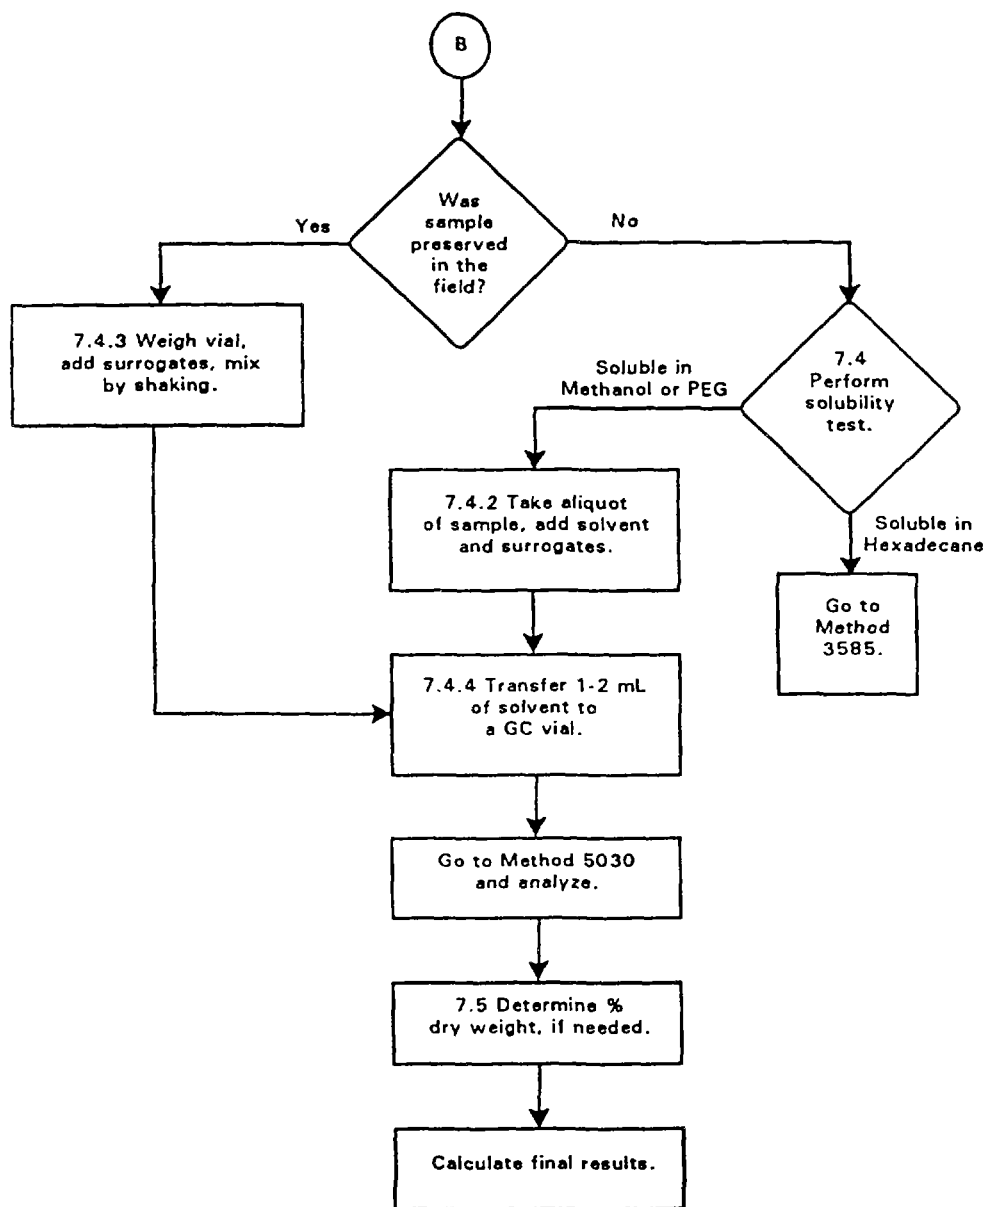 B
Was
sample
preserved
in the
field?
Yes
No
7.4.3 Weigh vial,
add surrogates, mix
by shaking.
7.4
Perform
solubility
test.
Soluble in
Methanol or PEG
7.4.2 Take aliquot
of sample, add solvent
and surrogates.
Soluble in
Hexadecane
Go to
Method
3585.
7.4.4 Transfer 1-2 mL
of solvent to
a GC vial.
Go to Method 5030
and analyze.
7.5 Determine %
dry weight, if needed.
Calculate final results.